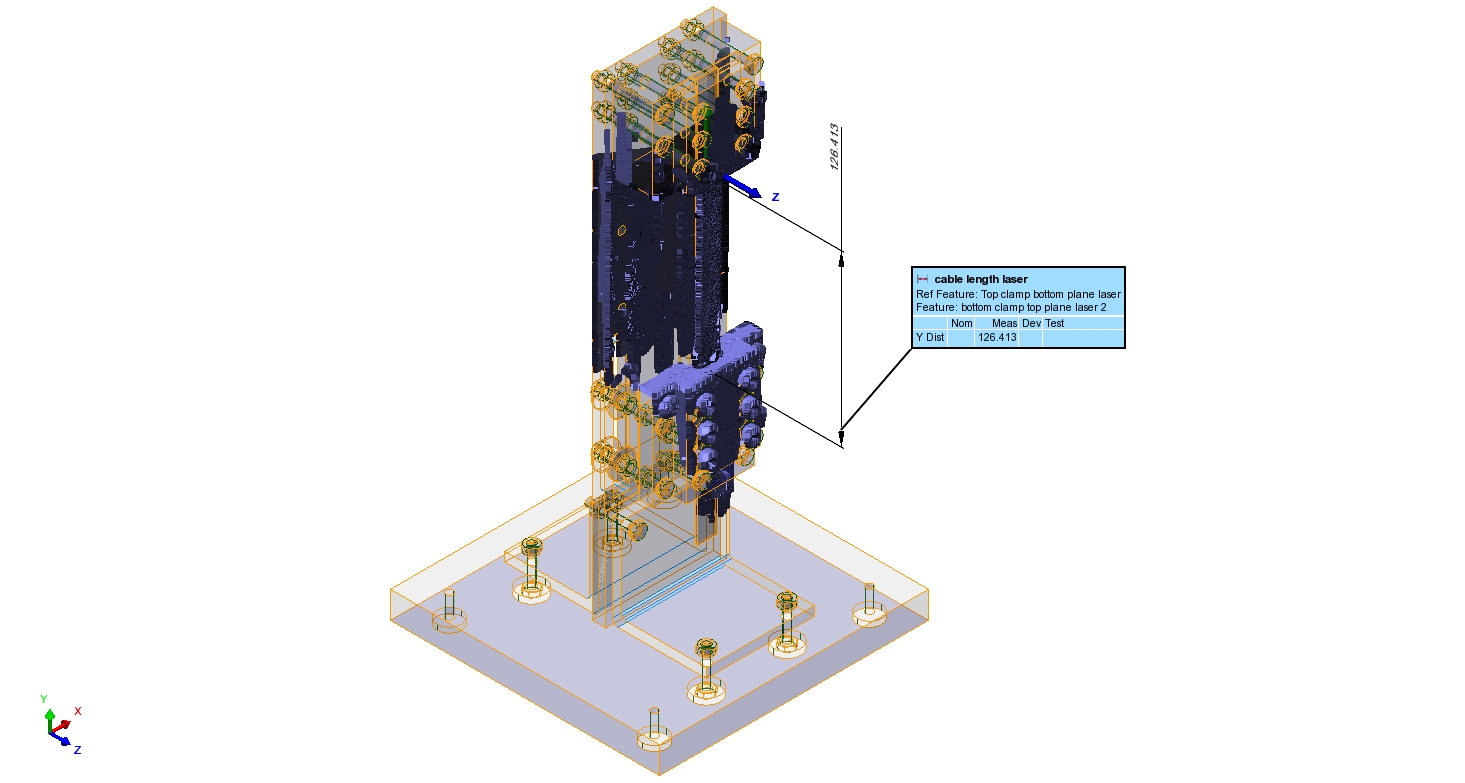 126.413
Z
cable length laser
Ref Feature: Top clamp bottom plane laser
Feature: bottom clamp top plane laser 2
Nom Meas Dev Test
Y Dist 126.413
Y
X
Z